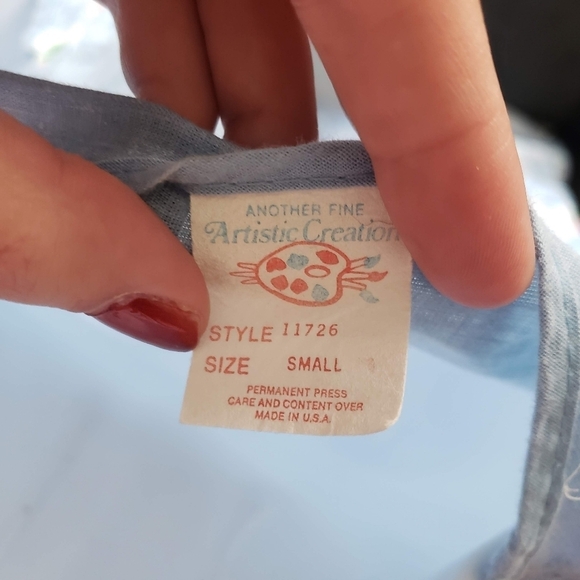 ANOTHER FINE
Artistic Creation
STYLE 11726
SIZE SMALL
PERMANENT PRESS
CARE AND CONTENT OVER
MADE IN U.S.A.